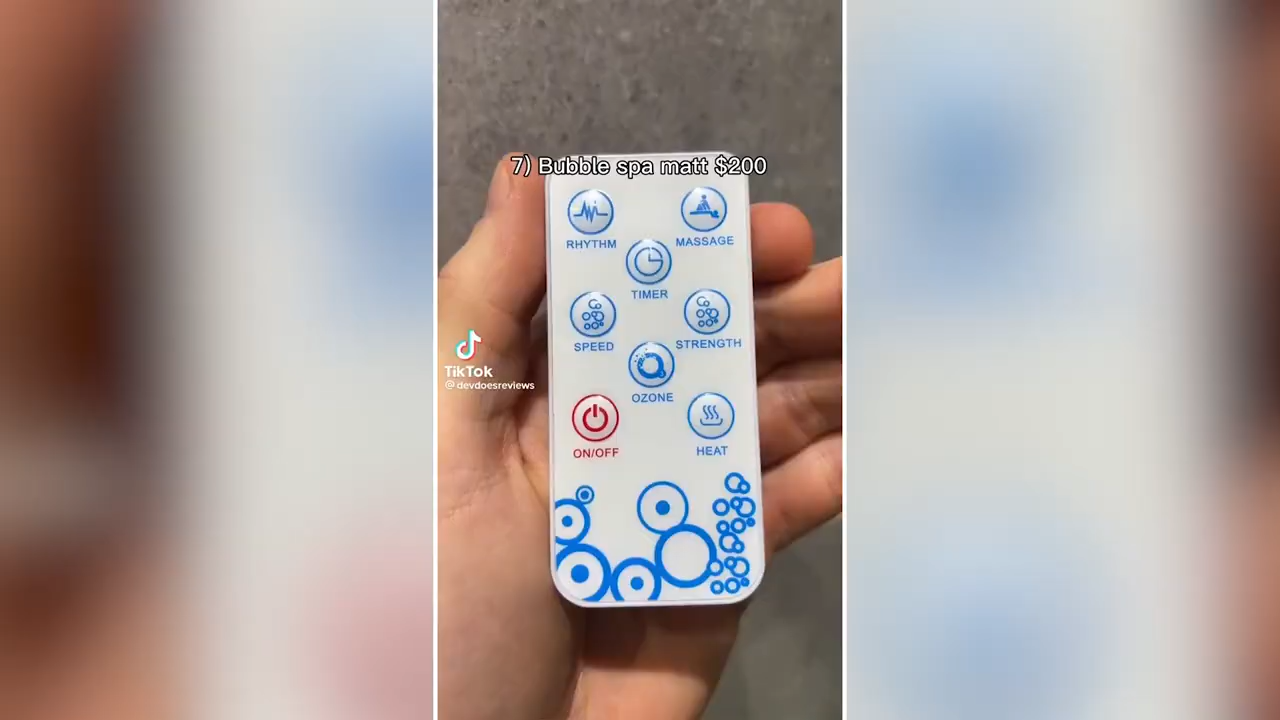 7) Bubble spa matt $200
RHYTHM
MASSAGE
TIMER
SPEED
STRENGTH
OZONE
ON/OFF
HEAT
TikTok
@devdoesreviews